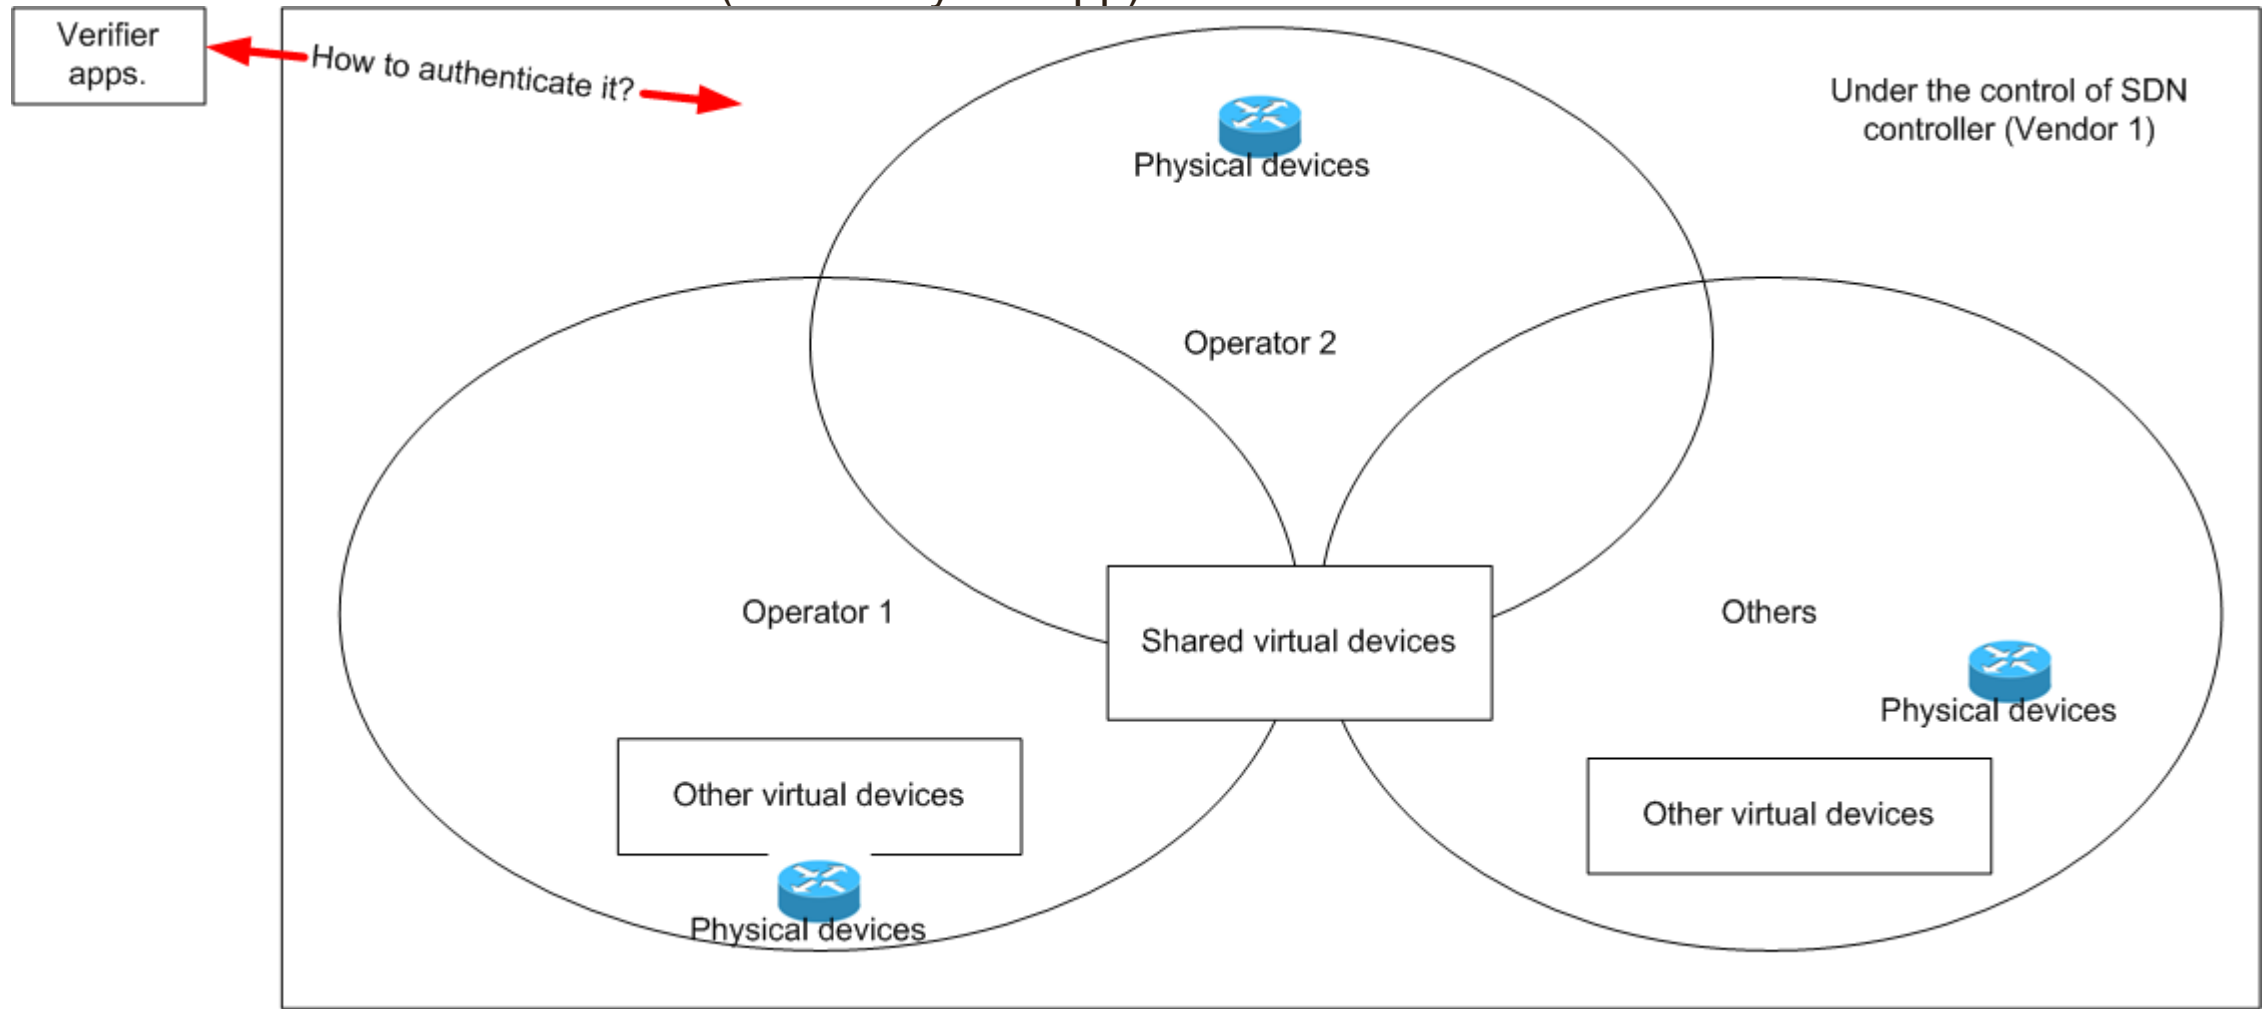 Verifier
apps.
How to authenticate it?
Under the control of SDN
controller (Vendor 1)
Physical devices
Operator 2
Operator 1
Shared virtual devices
Others
Physical devices
Other virtual devices
Other virtual devices
Physical devices